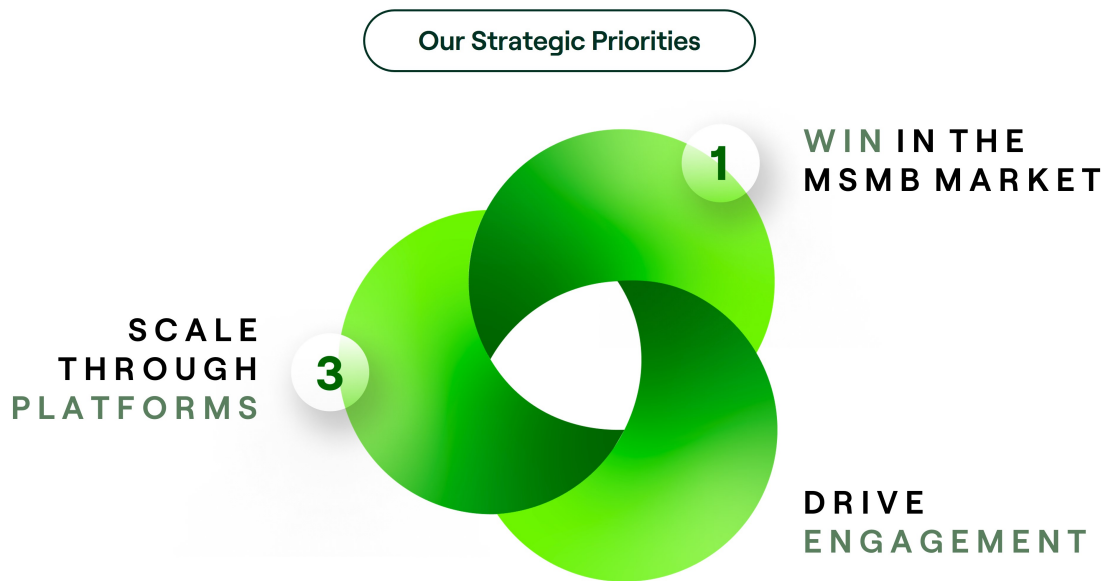 Our Strategic Priorities
1
WIN IN THE
MSMB MARKET
SCALE
THROUGH
PLATFORMS
3
DRIVE
ENGAGEMENT